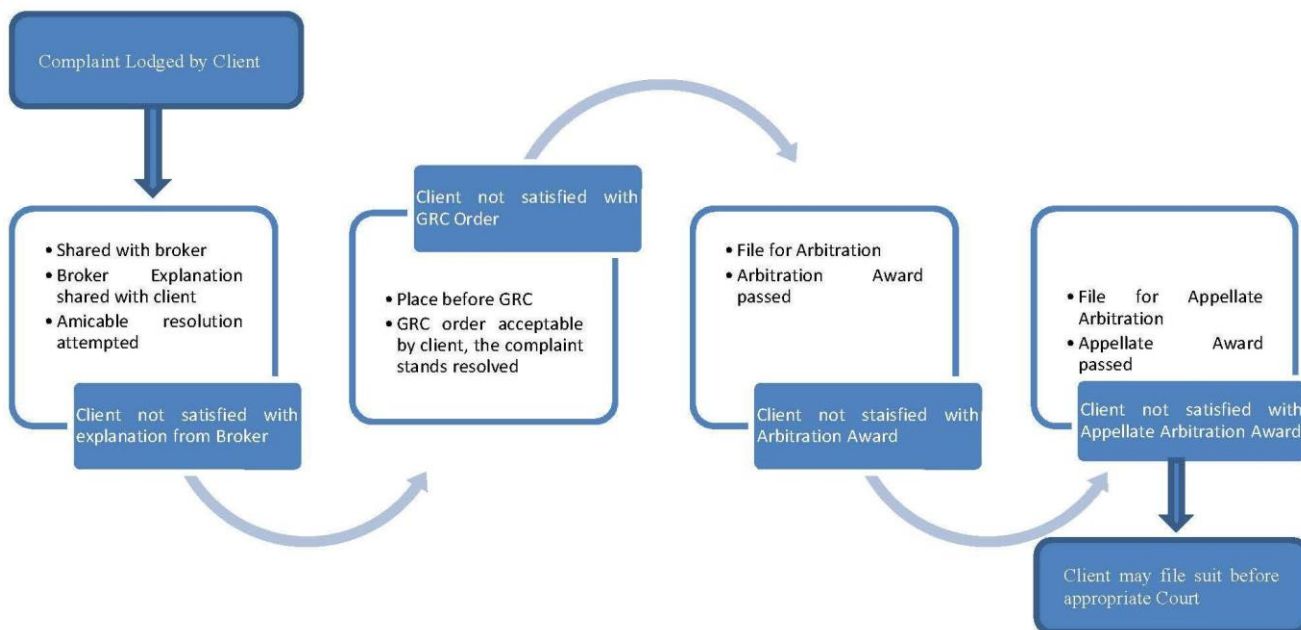 Complaint Lodged by Client
• Shared with broker
• Broker Explanation
shared with client
• Amicable resolution
attempted
Client not satisfied with
explanation from Broker
Client not satisfied with
GRC Order
• Place before GRC
• GRC order acceptable
by client, the complaint
stands resolved
• File for Arbitration
• Arbitration Award
passed
Client not staisfied with
Arbitration Award
• File for Appellate
Arbitration
• Appellate Award
passed
Client not satisfied with
Appellate Arbitration Award
Client may file suit before
appropriate Court